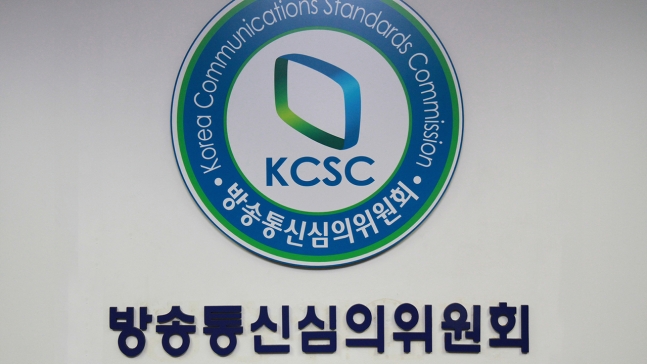 Korea Communications Standards Commission
KCSC
방송통신심의위원회
방송통신심의위원회